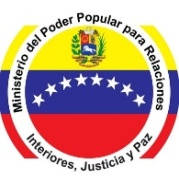 Ministerio del Poder Popular para Relaciones
Interiores, Justicia y Paz